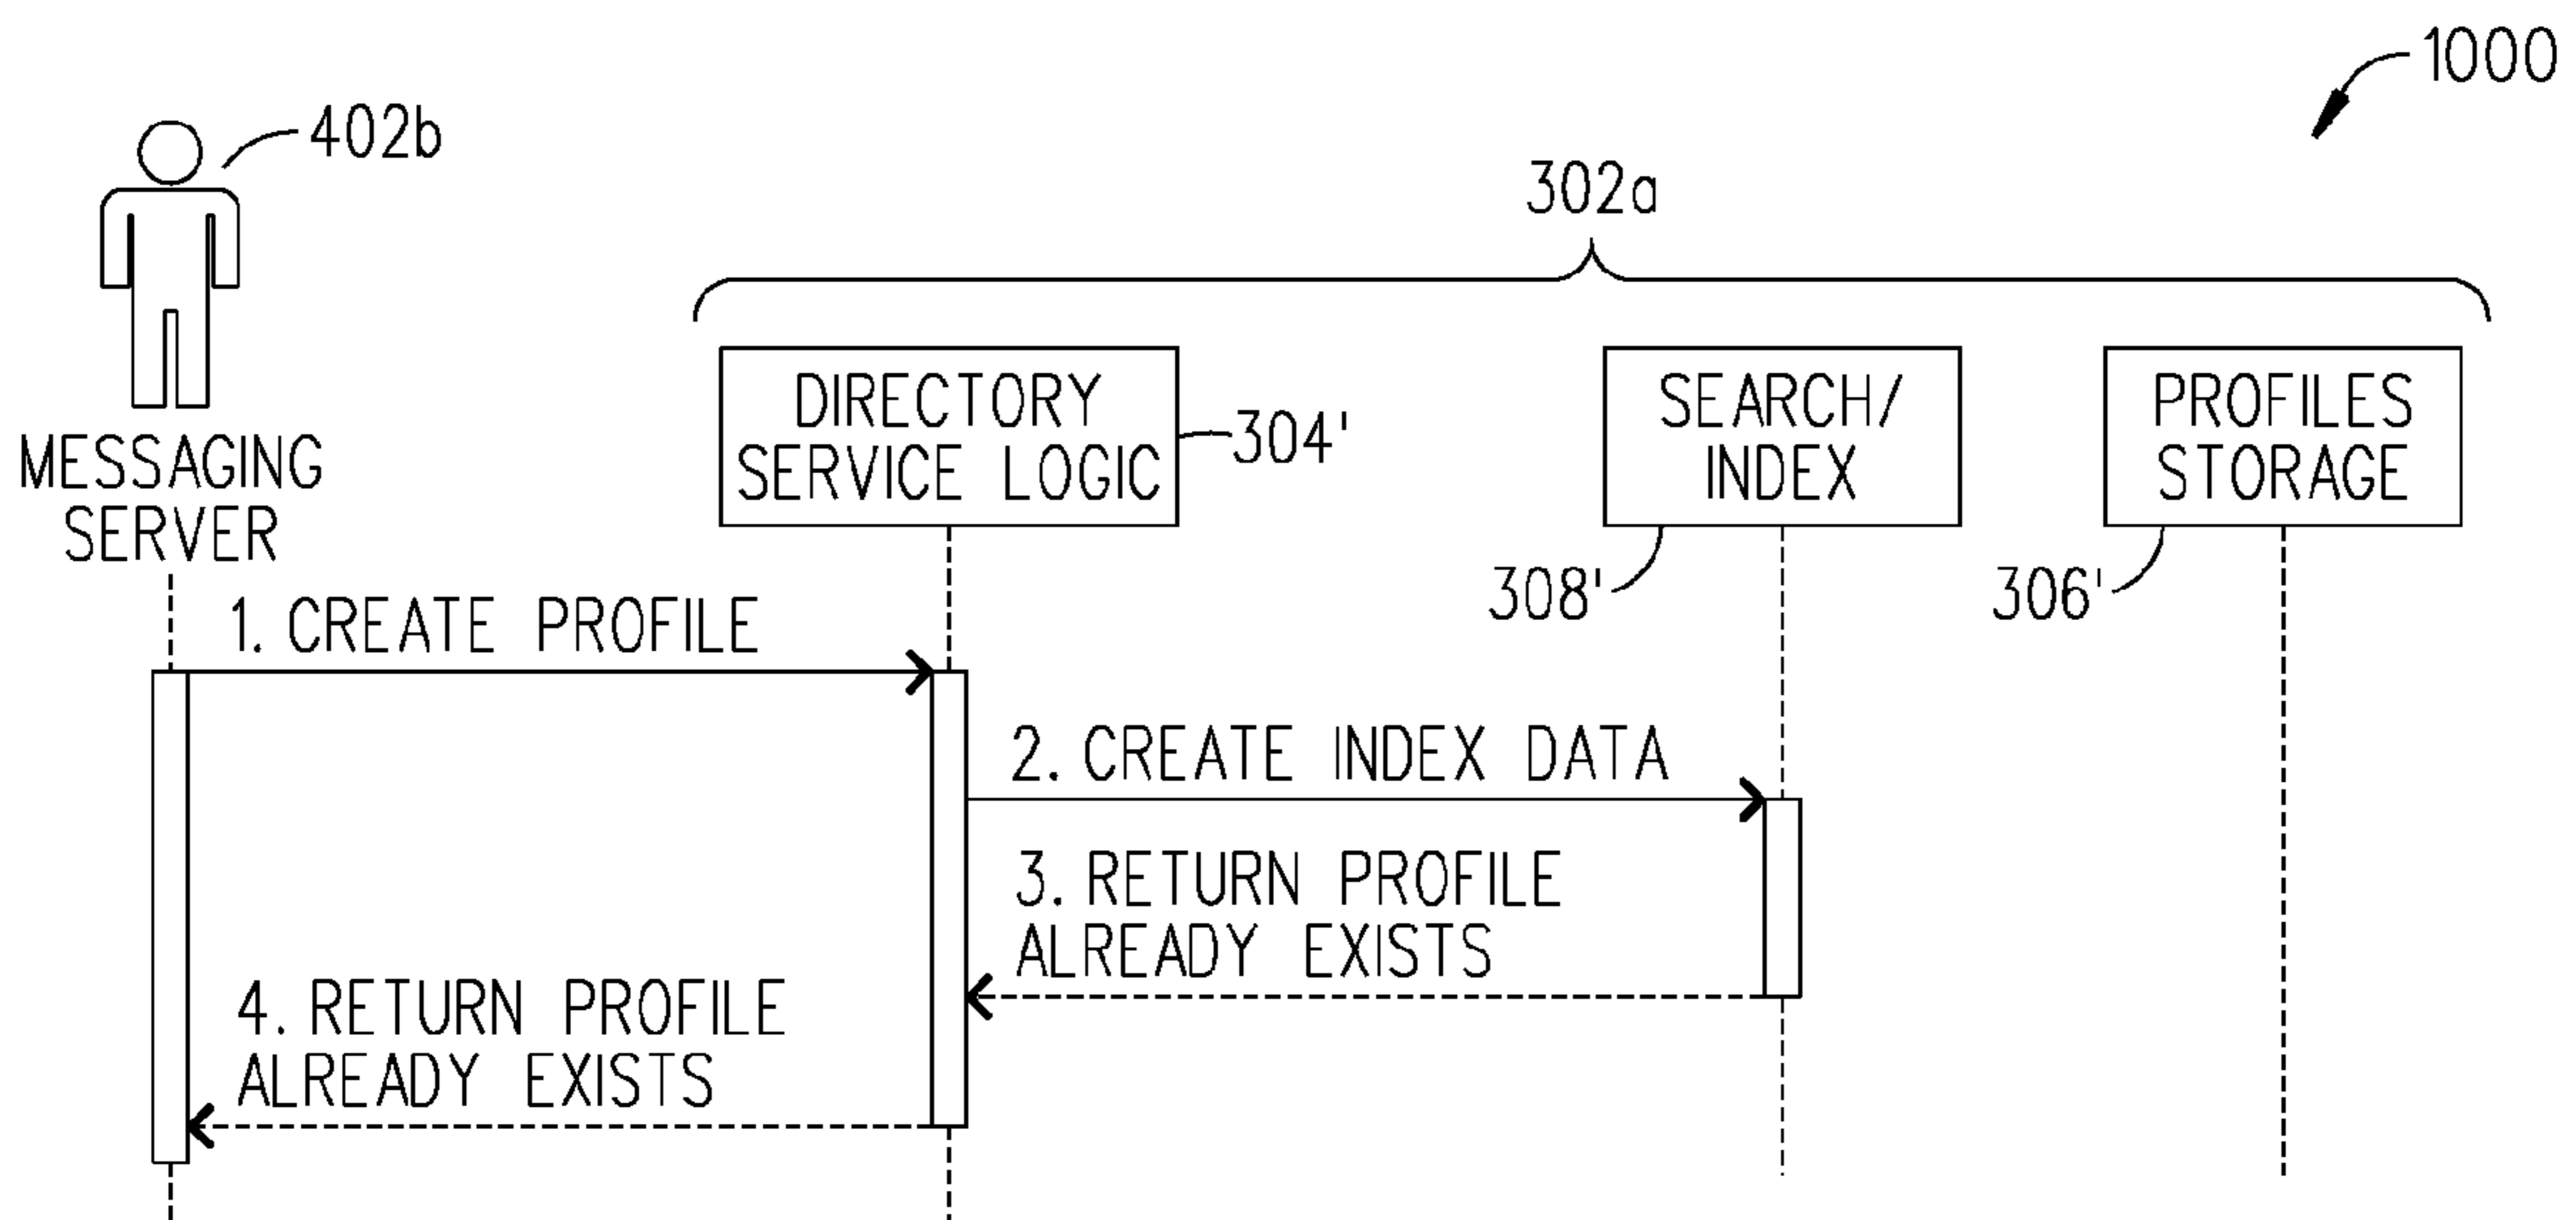 1000
402b
302a
DIRECTORY
SERVICE LOGIC
304'
SEARCH/
INDEX
PROFILES
STORAGE
MESSAGING
SERVER
308'
306'
1. CREATE PROFILE
2. CREATE INDEX DATA
3. RETURN PROFILE
ALREADY EXISTS
4. RETURN PROFILE
ALREADY EXISTS